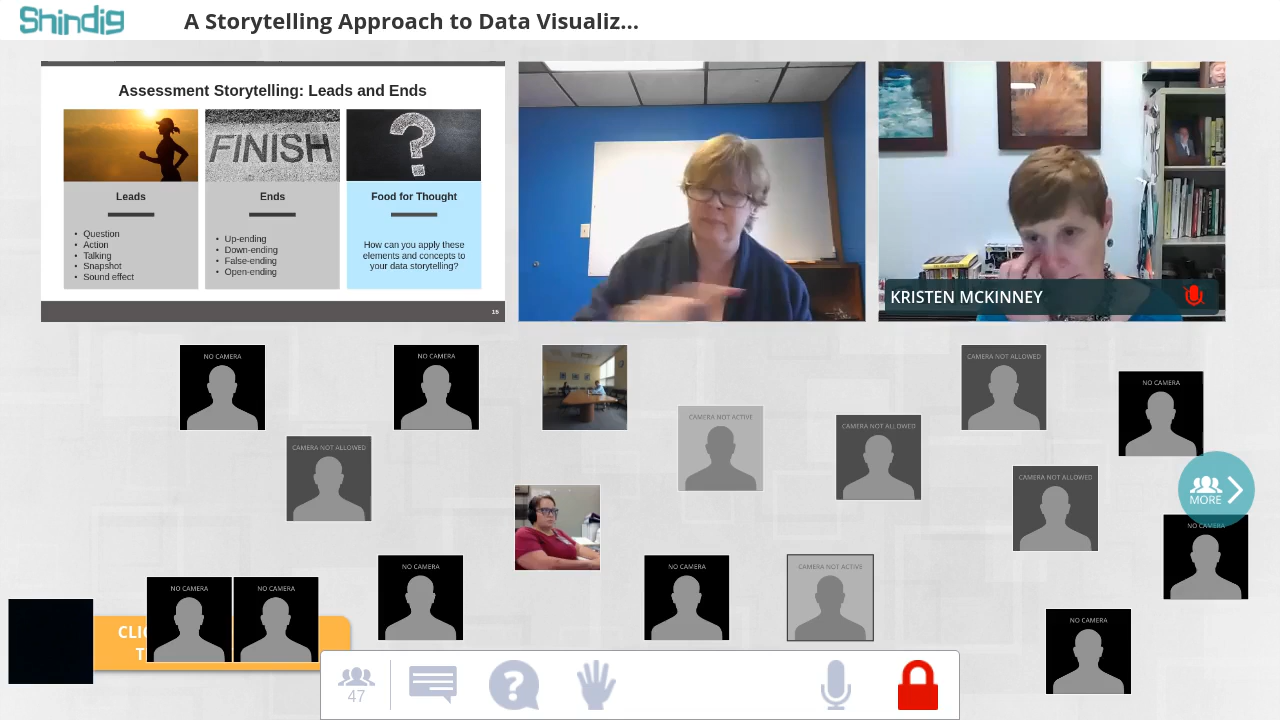 Shindig
A Storytelling Approach to Data Visualiz...
Assessment Storytelling: Leads and Ends
FINISH
?
Leads
• Question
• Action
• Talking
• Snapshot
• Sound effect
Ends
• Up-ending
• Down-ending
• False-ending
• Open-ending
Food for Thought
How can you apply these
elements and concepts to
your data storytelling?
16
KRISTEN MCKINNEY
NO CAMERA
NO CAMERA
CAMERA NOT ALLOWED
NO CAMERA
CAMERA NOT ACTIVE
CAMERA NOT ALLOWED
CAMERA NOT ALLOWED
CAMERA NOT ALLOWED
MORE
NO CAMERA
NO CAMERA
NO CAMERA
CAMERA NOT ACTIVE
NO CAMERA
NO CAMERA
NO CAMERA
47
?